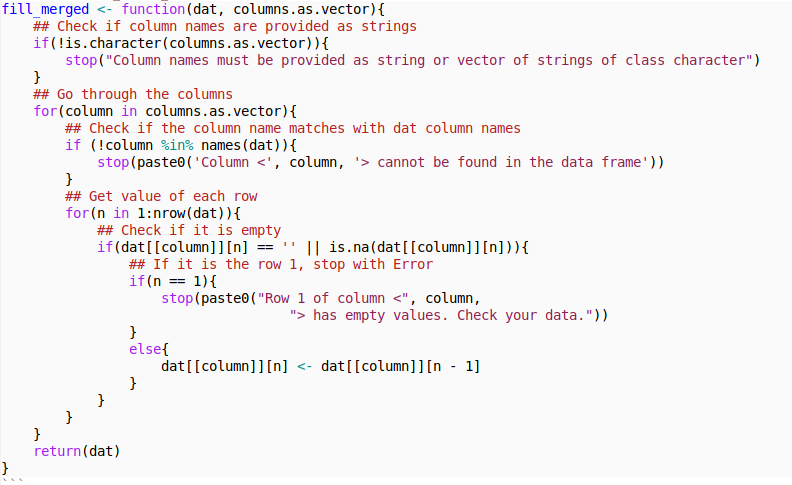 fill_merged <- function(dat, columns.as.vector){
    ## Check if column names are provided as strings
    if(!is.character(columns.as.vector)){
        stop("Column names must be provided as string or vector of strings of class character")
    }
    ## Go through the columns
    for(column in columns.as.vector){
        ## Check if the column name matches with dat column names
        if (!column %in% names(dat)){
            stop(paste0('Column <', column, '> cannot be found in the data frame'))
        }
        ## Get value of each row
        for(n in 1:nrow(dat)){
            ## Check if it is empty
            if(dat[[column]][n] == '' || is.na(dat[[column]][n])){
                ## If it is the row 1, stop with Error
                if(n == 1){
                    stop(paste0("Row 1 of column <", column,
                                    "> has empty values. Check your data."))
                }
                else{
                    dat[[column]][n] <- dat[[column]][n - 1]
                }
            }
        }
    }
    return(dat)
}
```